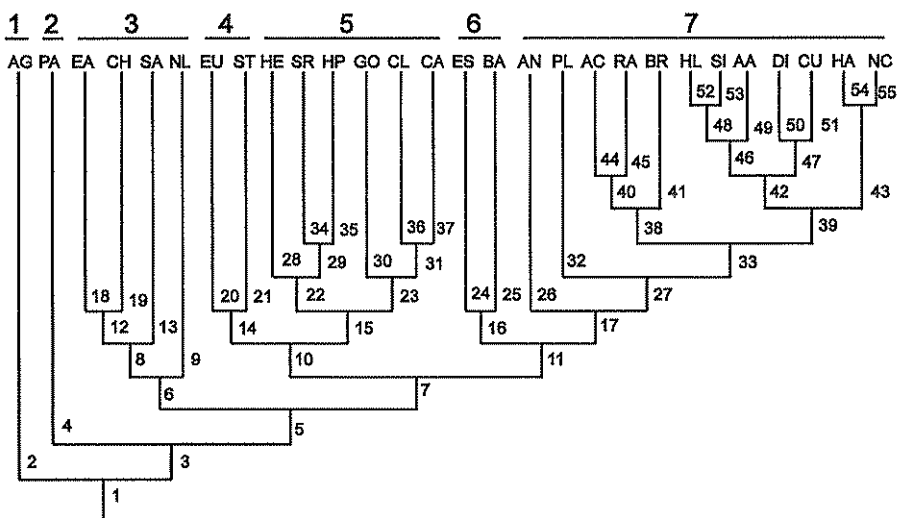 1 2 3 4 5 6 7
AG PA EA CH SA NL EU ST HE SR HP GO CL CA ES BA AN PL AC RA BR HL SI AA DI CU HA NC
52 53 54 55
48 49 50 51
44 45 46 47
40 41 42 43
34 35 36 37 38 39
28 29 30 31 32 33
18 19 20 21 22 23 24 25 26 27
12 13 14 15 16 17
8 9 10 11
6 7
4 5
2 3
1